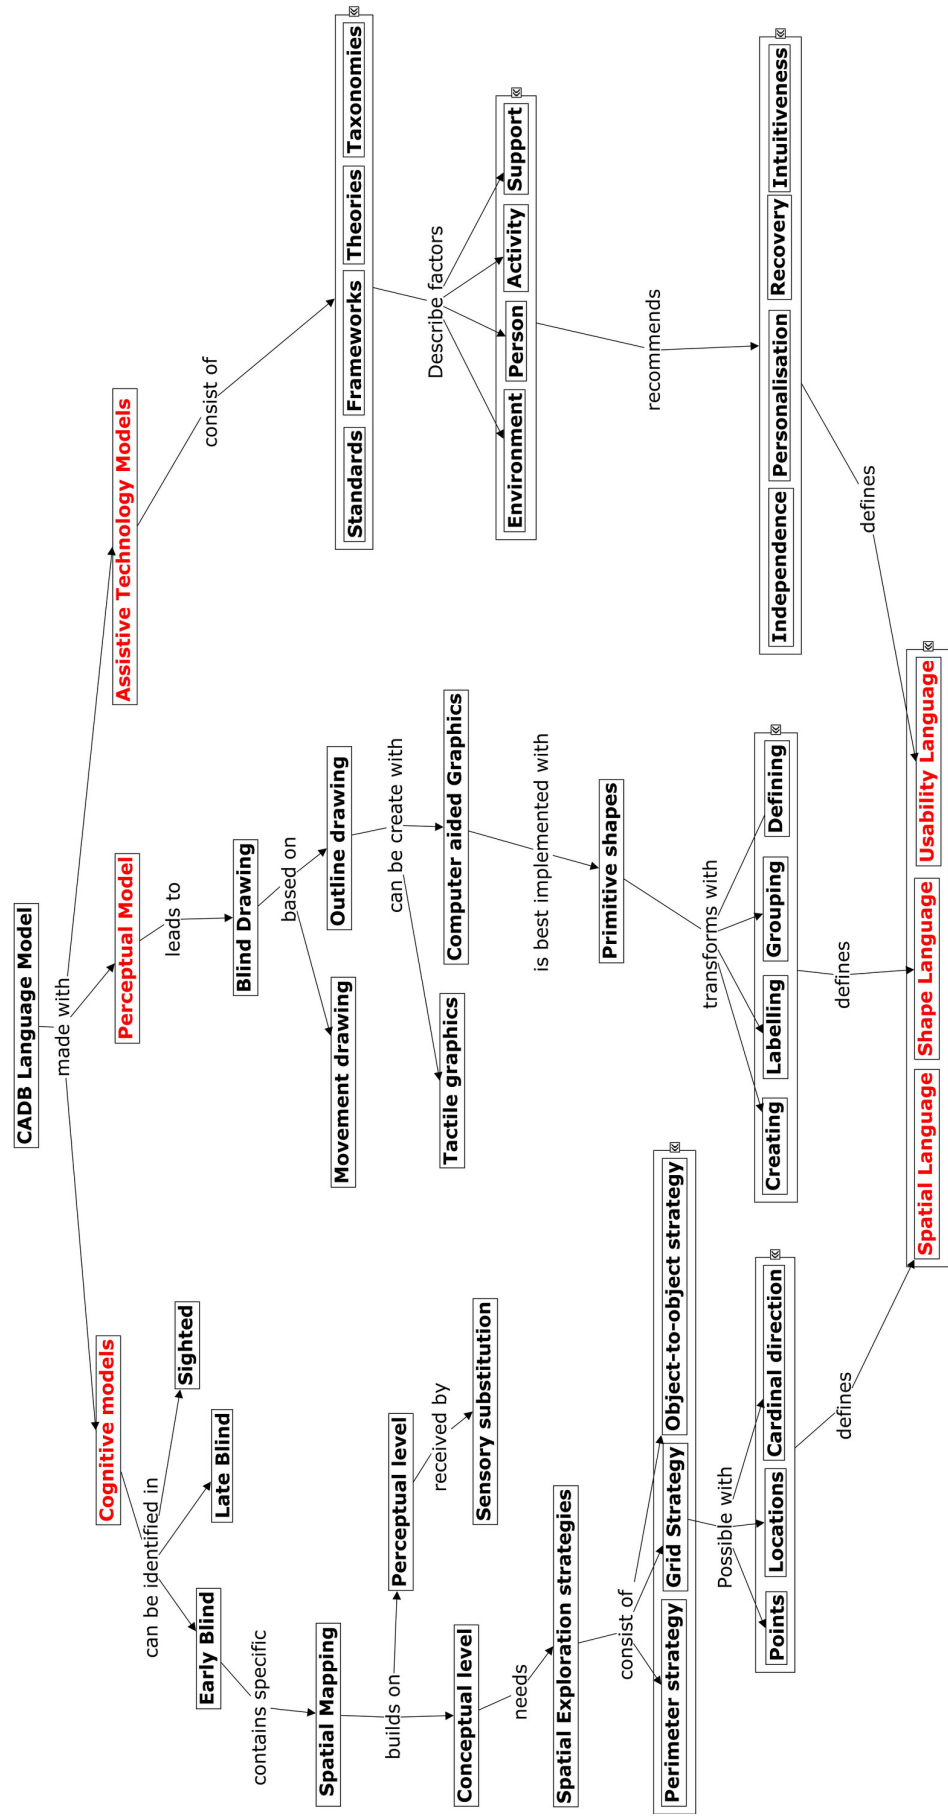 CADB Language Model
made with
Cognitive models
Perceptual Model
Assistive Technology Models
can be identified in
Early Blind
Late Blind
Sighted
contains specific
Spatial Mapping
builds on
Conceptual level
Perceptual level
received by
Sensory substitution
needs
Spatial Exploration strategies
consist of
Perimeter strategy
Grid Strategy
Object-to-object strategy
Possible with
Points
Locations
Cardinal direction
defines
leads to
Blind Drawing
based on
Movement drawing
Outline drawing
can be create with
Tactile graphics
Computer aided Graphics
is best implemented with
Primitive shapes
transforms with
Creating
Labelling
Grouping
Defining
defines
consist of
Standards
Frameworks
Theories
Taxonomies
Describe factors
Environment
Person
Activity
Support
recommends
Independence
Personalisation
Recovery
Intuitiveness
defines
Spatial Language
Shape Language
Usability Language